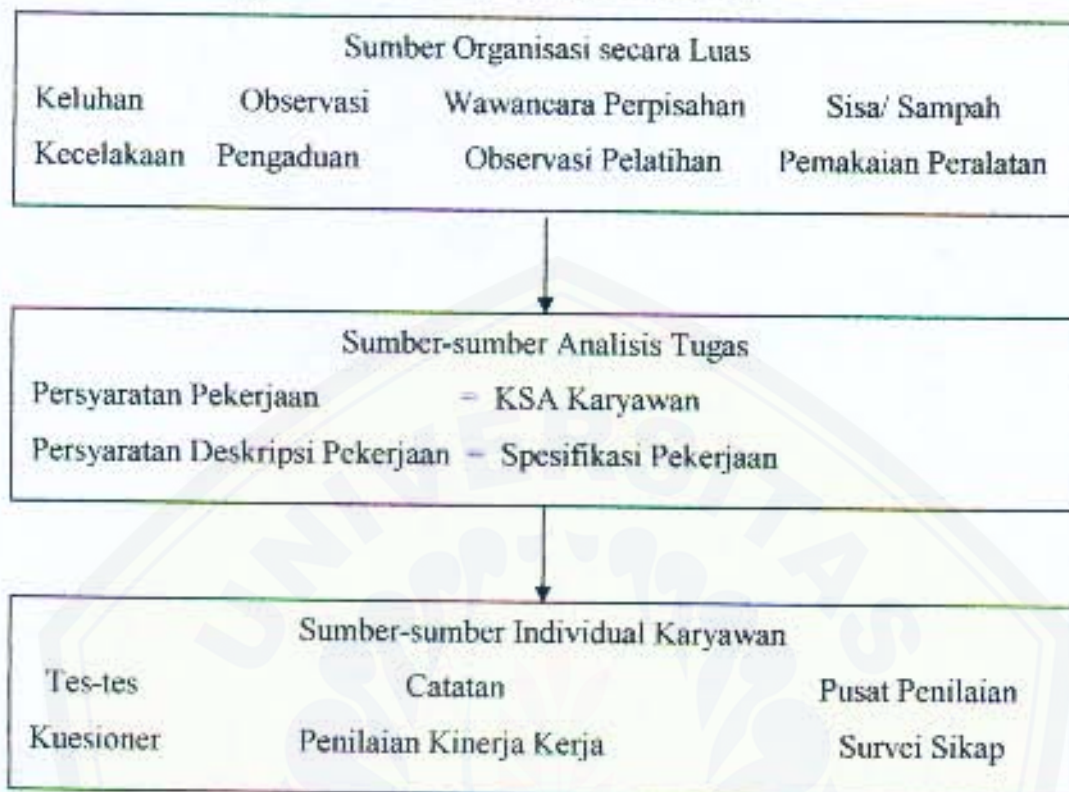 Sumber Organisasi secara Luas
Keluhan Observasi Wawancara Perpisahan Sisa/ Sampah
Kecelakaan Pengaduan Observasi Pelatihan Pemakaian Peralatan
Sumber-sumber Analisis Tugas
Persyaratan Pekerjaan = KSA Karyawan
Persyaratan Deskripsi Pekerjaan = Spesifikasi Pekerjaan
UNIVERSITAS
Sumber-sumber Individual Karyawan
Tes-tes Catatan Pusat Penilaian
Kuesioner Penilaian Kinerja Kerja Survei Sikap